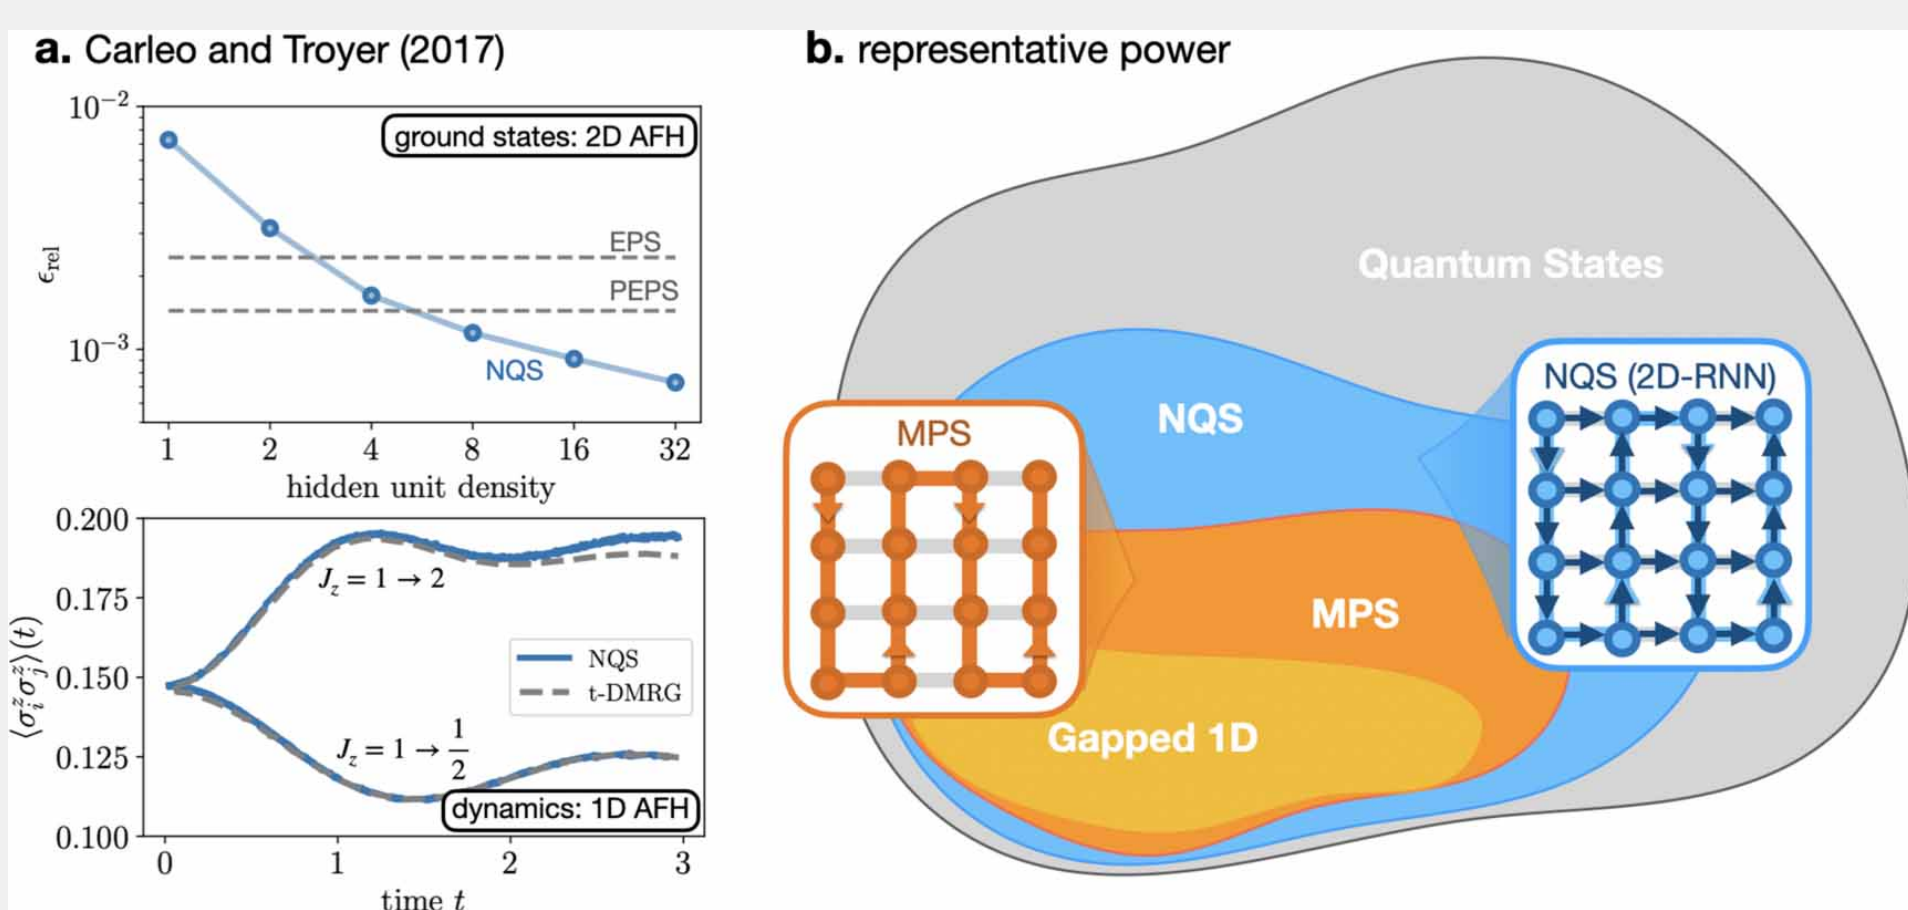 a. Carleo and Troyer (2017)
10⁻²
10⁻³
ϵrel
ground states: 2D AFH
EPS
PEPS
NQS
1 2 4 8 16 32
hidden unit density
0.200
0.175
0.150
0.125
0.100
⟨σᵢᶻσⱼᶻ⟩(t)
J_z = 1 → 2
NQS
t-DMRG
J_z = 1 → 1/2
dynamics: 1D AFH
0 1 2 3
time t
b. representative power
Quantum States
NQS
NQS (2D-RNN)
MPS
MPS
Gapped 1D